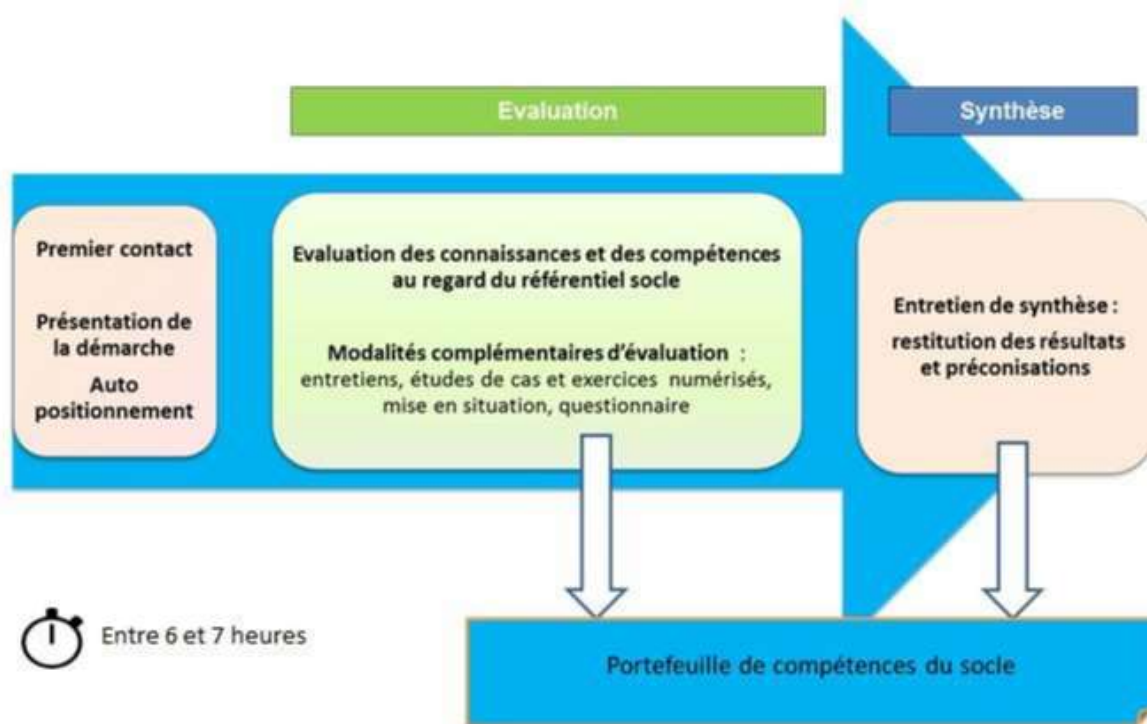 Evaluation
Synthèse
Premier contact
Présentation de
la démarche
Auto
positionnement
Evaluation des connaissances et des compétences
au regard du référentiel socle
Modalités complémentaires d'évaluation :
entretiens, études de cas et exercices numérisés,
mise en situation, questionnaire
Entretien de synthèse :
restitution des résultats
et préconisations
Entre 6 et 7 heures
Portefeuille de compétences du socle